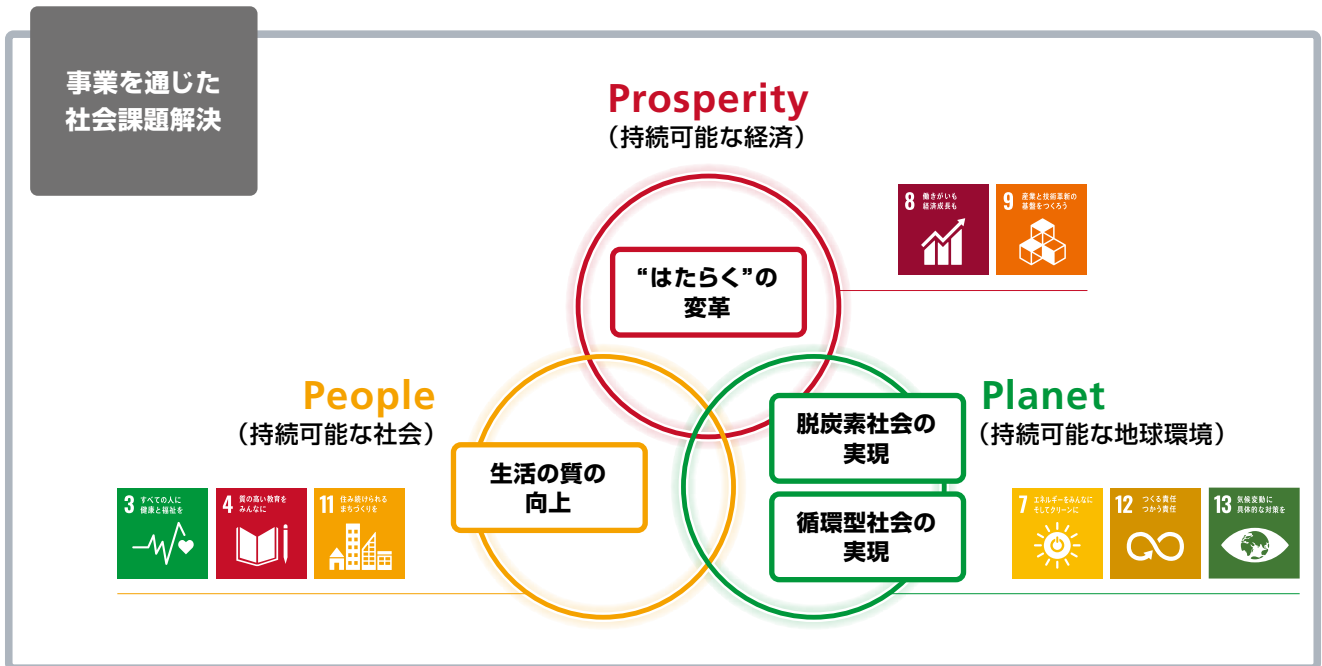 事業を通じた
社会課題解決
Prosperity
（持続可能な経済）
8 働きがいも
経済成長も
9 産業と技術革新の
基盤をつくろう
“はたらく”の
変革
People
（持続可能な社会）
Planet
（持続可能な地球環境）
脱炭素社会の
実現
生活の質の
向上
循環型社会の
実現
3 すべての人に
健康と福祉を
4 質の高い教育を
みんなに
11 住み続けられる
まちづくりを
7 エネルギーをみんなに
そしてクリーンに
12 つくる責任
つかう責任
13 気候変動に
具体的な対策を